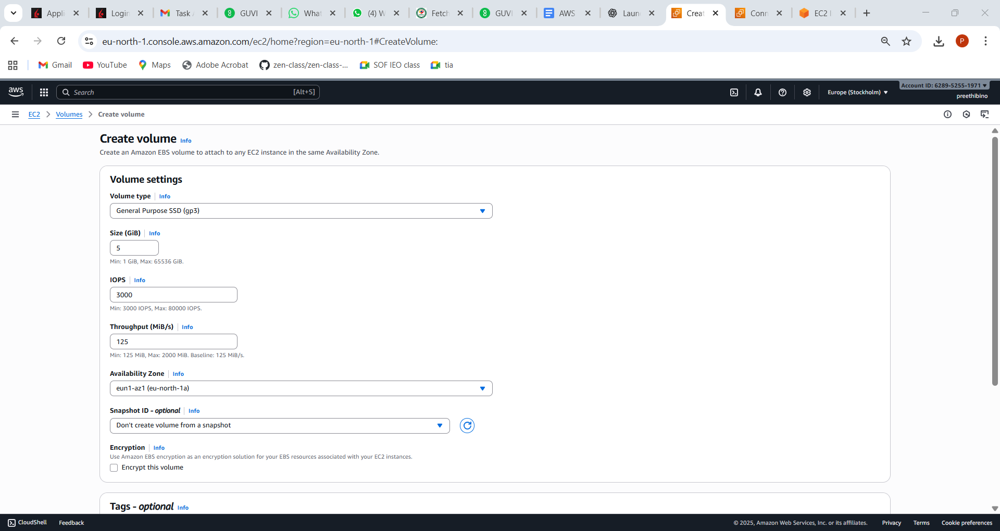 Appli
Login
Task
GUVI
What
(4) W
Fetch
GUVI
AWS
Laun
Creat
Conn
EC2 I
eu-north-1.console.aws.amazon.com/ec2/home?region=eu-north-1#CreateVolume:
P
Gmail
YouTube
Maps
Adobe Acrobat
zen-class/zen-class-...
SOF IEO class
tia
aws
Search
[Alt+S]
Europe (Stockholm)
Account ID: 6289-5255-1971
preethibino
EC2 > Volumes > Create volume
Create volume Info
Create an Amazon EBS volume to attach to any EC2 instance in the same Availability Zone.
Volume settings
Volume type | Info
General Purpose SSD (gp3)
Size (GiB) | Info
5
Min: 1 GiB, Max: 65536 GiB.
IOPS | Info
3000
Min: 3000 IOPS, Max: 80000 IOPS.
Throughput (MiB/s) | Info
125
Min: 125 MiB, Max: 2000 MiB. Baseline: 125 MiB/s.
Availability Zone | Info
eun1-az1 (eu-north-1a)
Snapshot ID - optional | Info
Don't create volume from a snapshot
Encryption | Info
Use Amazon EBS encryption as an encryption solution for your EBS resources associated with your EC2 instances.
Encrypt this volume
Tags - optional Info
CloudShell
Feedback
© 2025, Amazon Web Services, Inc. or its affiliates.
Privacy
Terms
Cookie preferences